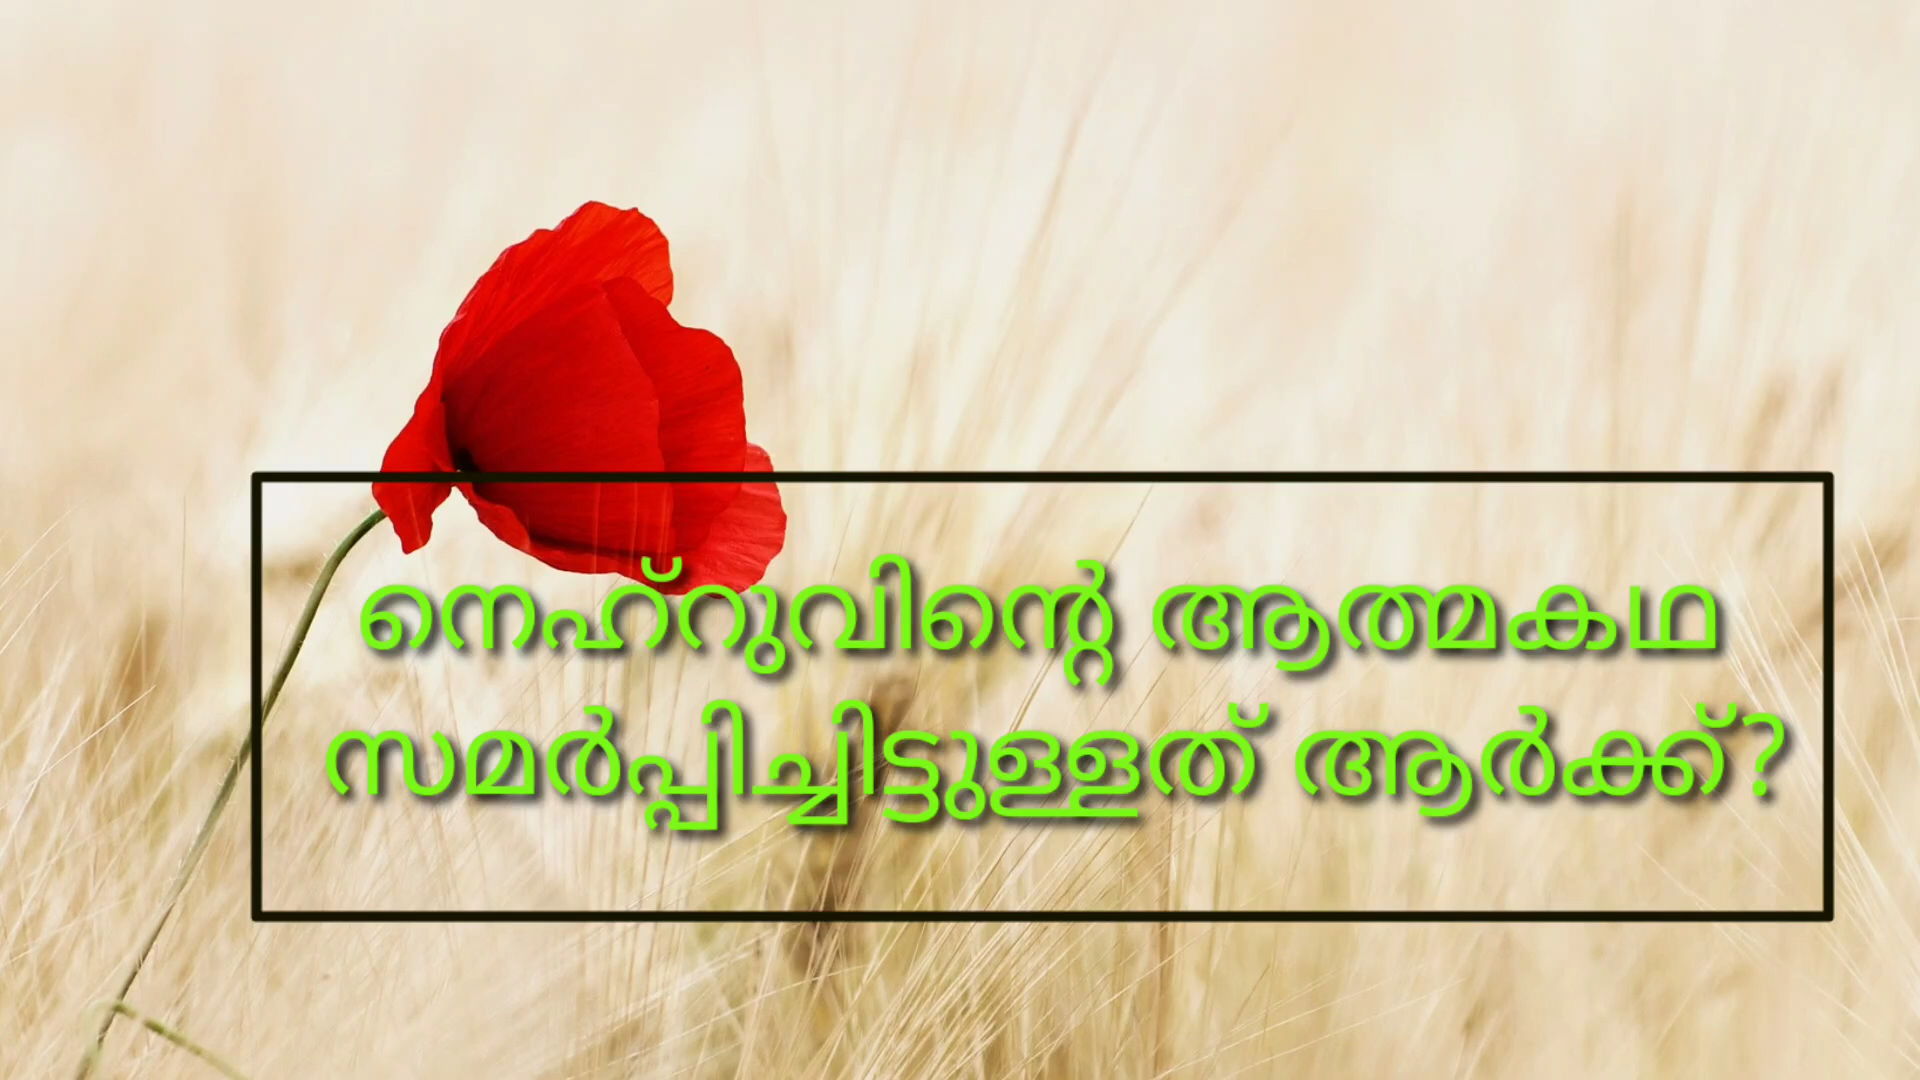 നെഹ്റുവിന്റെ ആത്മകഥ
സമർപ്പിച്ചിട്ടുള്ളത് ആർക്ക്?